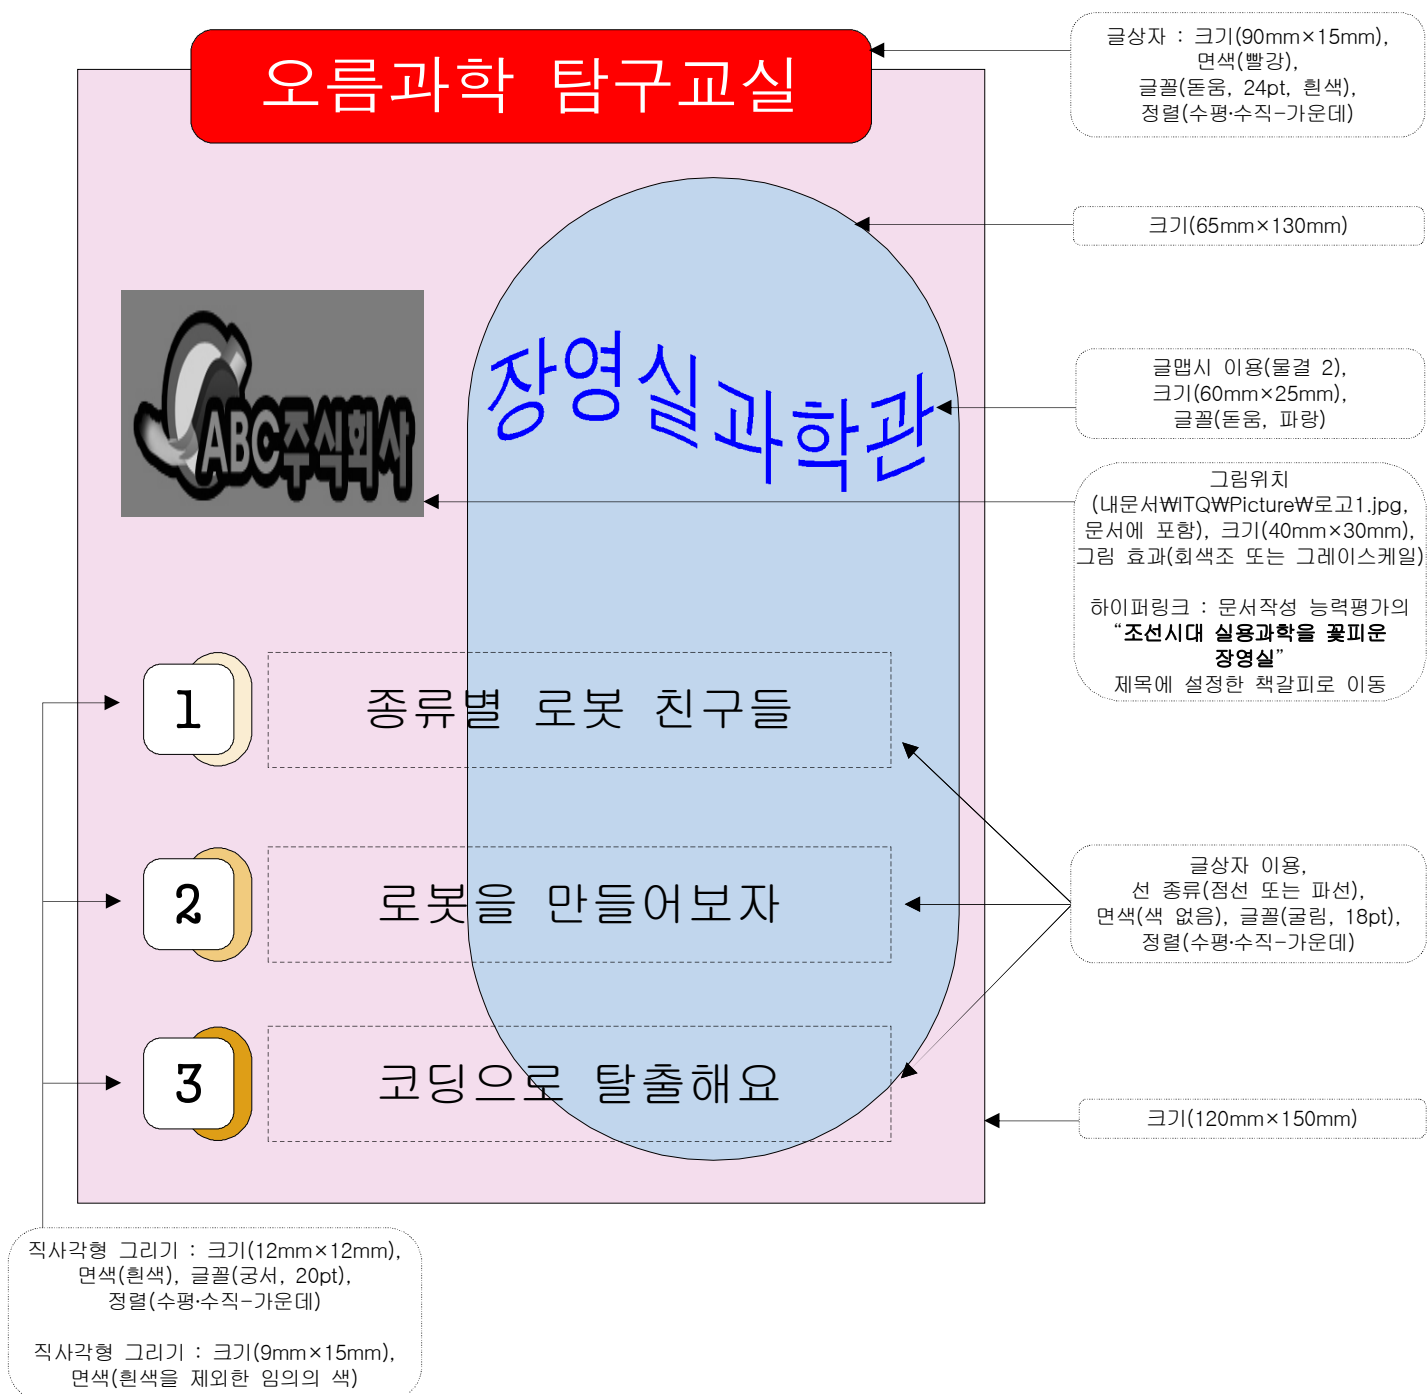 오름과학 탐구교실
글상자 : 크기(90mm×15mm),
면색(빨강),
글꼴(돋움, 24pt, 흰색),
정렬(수평·수직-가운데)
크기(65mm×130mm)
장영실과학관
글맵시 이용(물결 2),
크기(60mm×25mm),
글꼴(돋움, 파랑)
ABC주식회사
그림위치
(내문서₩ITQ₩Picture₩로고1.jpg,
문서에 포함), 크기(40mm×30mm),
그림 효과(회색조 또는 그레이스케일)
하이퍼링크 : 문서작성 능력평가의
“조선시대 실용과학을 꽃피운
장영실”
제목에 설정한 책갈피로 이동
1
종류별 로봇 친구들
2
로봇을 만들어보자
글상자 이용,
선 종류(점선 또는 파선),
면색(색 없음), 글꼴(굴림, 18pt),
정렬(수평·수직-가운데)
3
코딩으로 탈출해요
크기(120mm×150mm)
직사각형 그리기 : 크기(12mm×12mm),
면색(흰색), 글꼴(궁서, 20pt),
정렬(수평·수직-가운데)
직사각형 그리기 : 크기(9mm×15mm),
면색(흰색을 제외한 임의의 색)